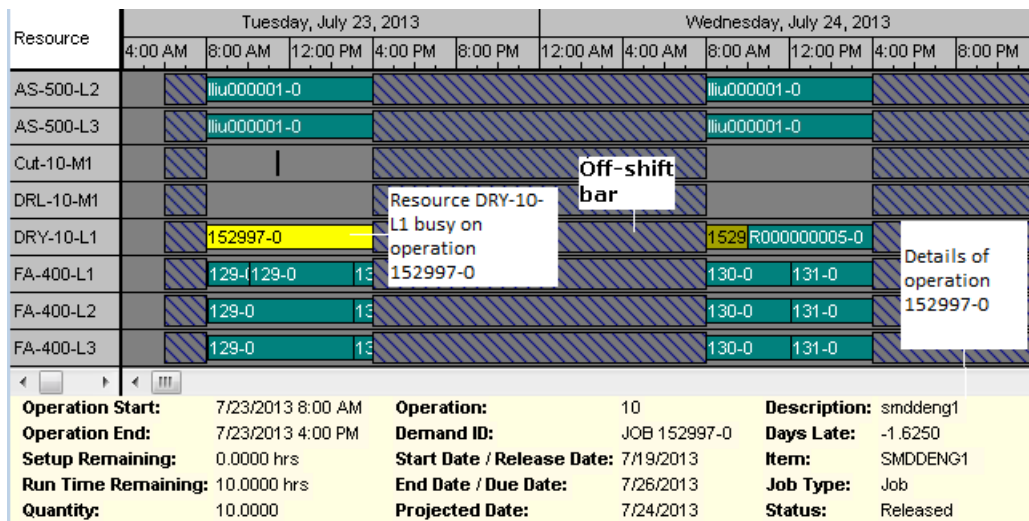 Resource
Tuesday, July 23, 2013
Wednesday, July 24, 2013
4:00 AM 8:00 AM 12:00 PM 4:00 PM 8:00 PM 12:00 AM 4:00 AM 8:00 AM 12:00 PM 4:00 PM 8:00 PM
AS-500-L2 lliu000001-0 lliu000001-0
AS-500-L3 lliu000001-0 lliu000001-0
Cut-10-M1
DRL-10-M1
DRY-10-L1 152997-0 1529 R000000005-0
FA-400-L1 129-( 129-0 13 130-0 131-0
FA-400-L2 129-0 13 130-0 131-0
FA-400-L3 129-0 13 130-0 131-0
Off-shift
bar
Resource DRY-10-
L1 busy on
operation
152997-0
Details of
operation
152997-0
Operation Start: 7/23/2013 8:00 AM Operation: 10 Description: smddeng1
Operation End: 7/23/2013 4:00 PM Demand ID: JOB 152997-0 Days Late: -1.6250
Setup Remaining: 0.0000 hrs Start Date / Release Date: 7/19/2013 Item: SMDDENG1
Run Time Remaining: 10.0000 hrs End Date / Due Date: 7/26/2013 Job Type: Job
Quantity: 10.0000 Projected Date: 7/24/2013 Status: Released